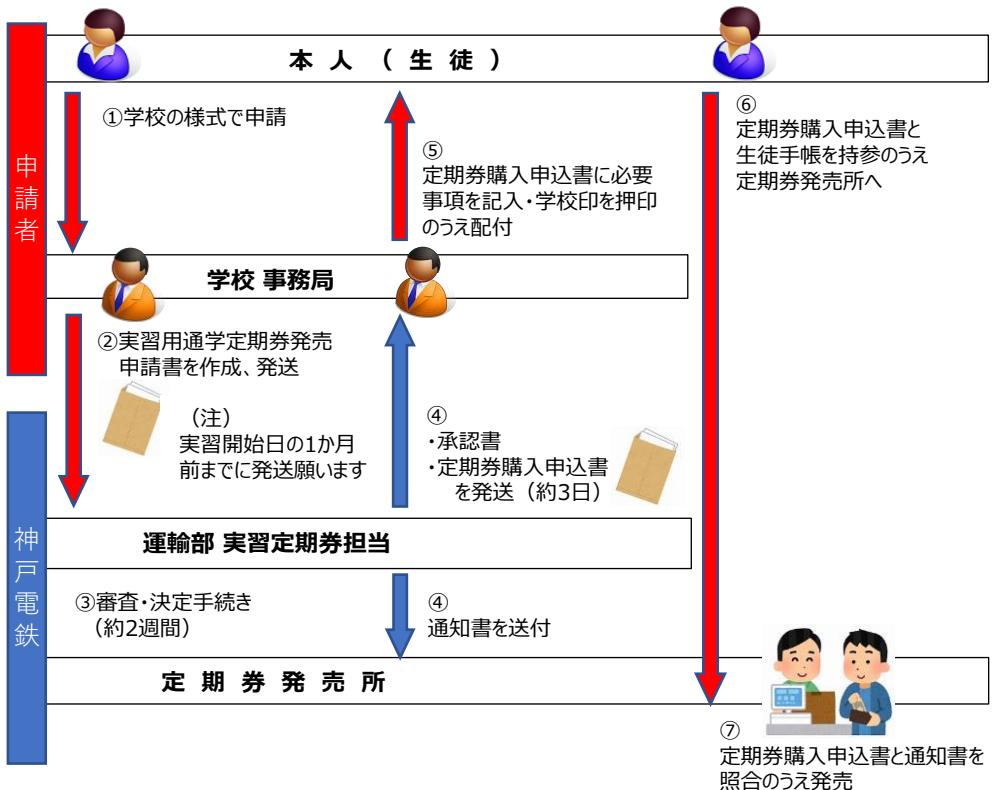 申請者
本 人 ( 生 徒 )
①学校の様式で申請
⑤
定期券購入申込書に必要
事項を記入・学校印を押印
のうえ配付
⑥
定期券購入申込書と
生徒手帳を持参のうえ
定期券発売所へ
学校 事務局
②実習用通学定期券発売
申請書を作成、発送
(注)
実習開始日の1か月
前までに発送願います
④
・承認書
・定期券購入申込書
を発送(約3日)
神戸電鉄
運輸部 実習定期券担当
③審査・決定手続き
(約2週間)
④
通知書を送付
定 期 券 発 売 所
⑦
定期券購入申込書と通知書を
照合のうえ発売